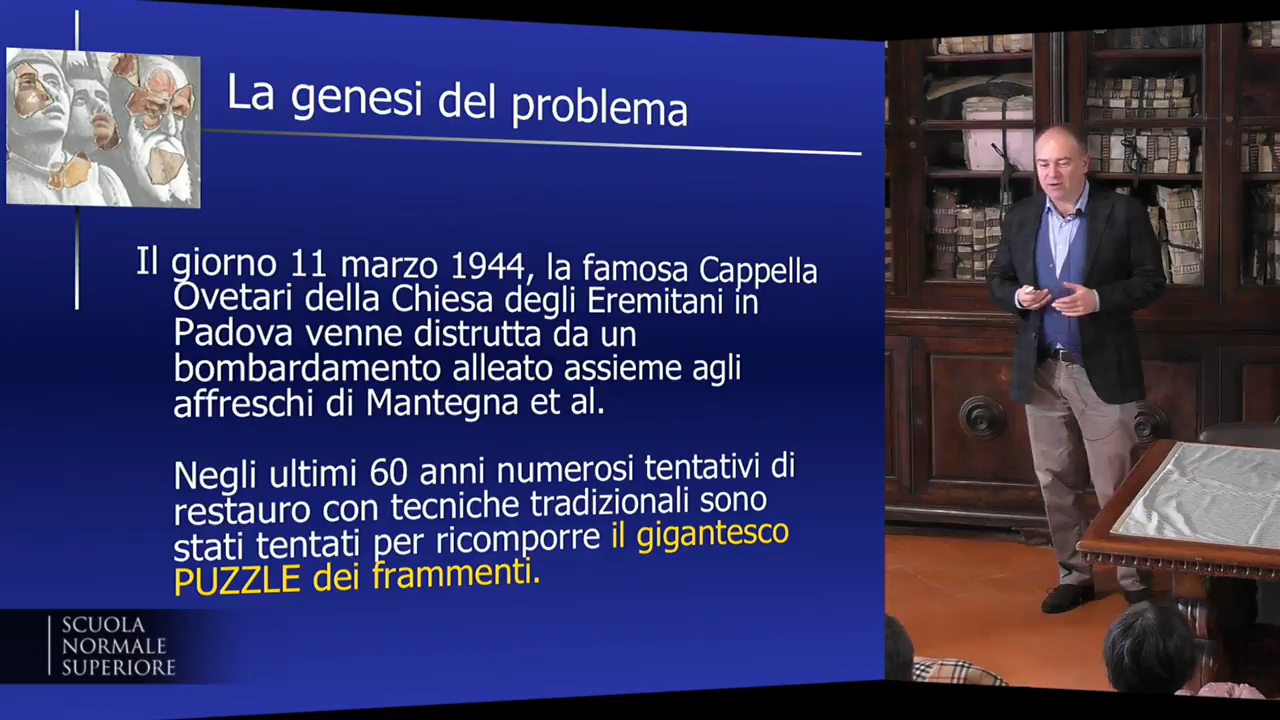 La genesi del problema
Il giorno 11 marzo 1944, la famosa Cappella
Ovetari della Chiesa degli Eremitani in
Padova venne distrutta da un
bombardamento alleato assieme agli
affreschi di Mantegna et al.
Negli ultimi 60 anni numerosi tentativi di
restauro con tecniche tradizionali sono
stati tentati per ricomporre il gigantesco
PUZZLE dei frammenti.
SCUOLA
NORMALE
SUPERIORE